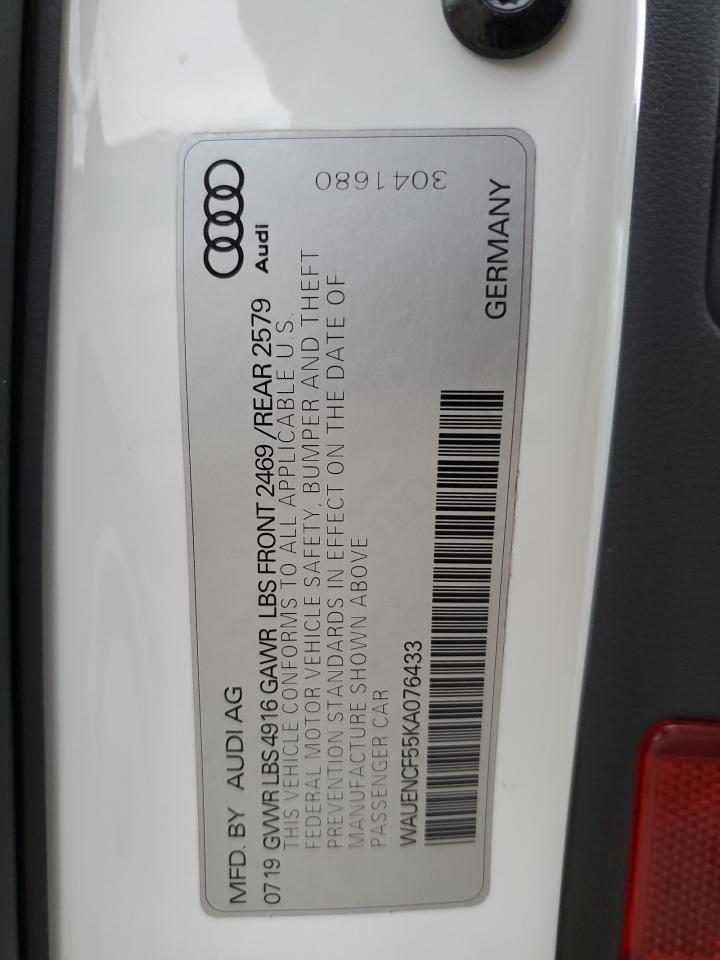 MFD. BY AUDI AG
Audi
0719 GVWR LBS 4916 GAWR LBS FRONT 2469/REAR 2579
THIS VEHICLE CONFORMS TO ALL APPLICABLE U.S.
FEDERAL MOTOR VEHICLE SAFETY, BUMPER AND THEFT
PREVENTION STANDARDS IN EFFECT ON THE DATE OF
MANUFACTURE SHOWN ABOVE
PASSENGER CAR
3041680
WAUENCF55KA076433
GERMANY